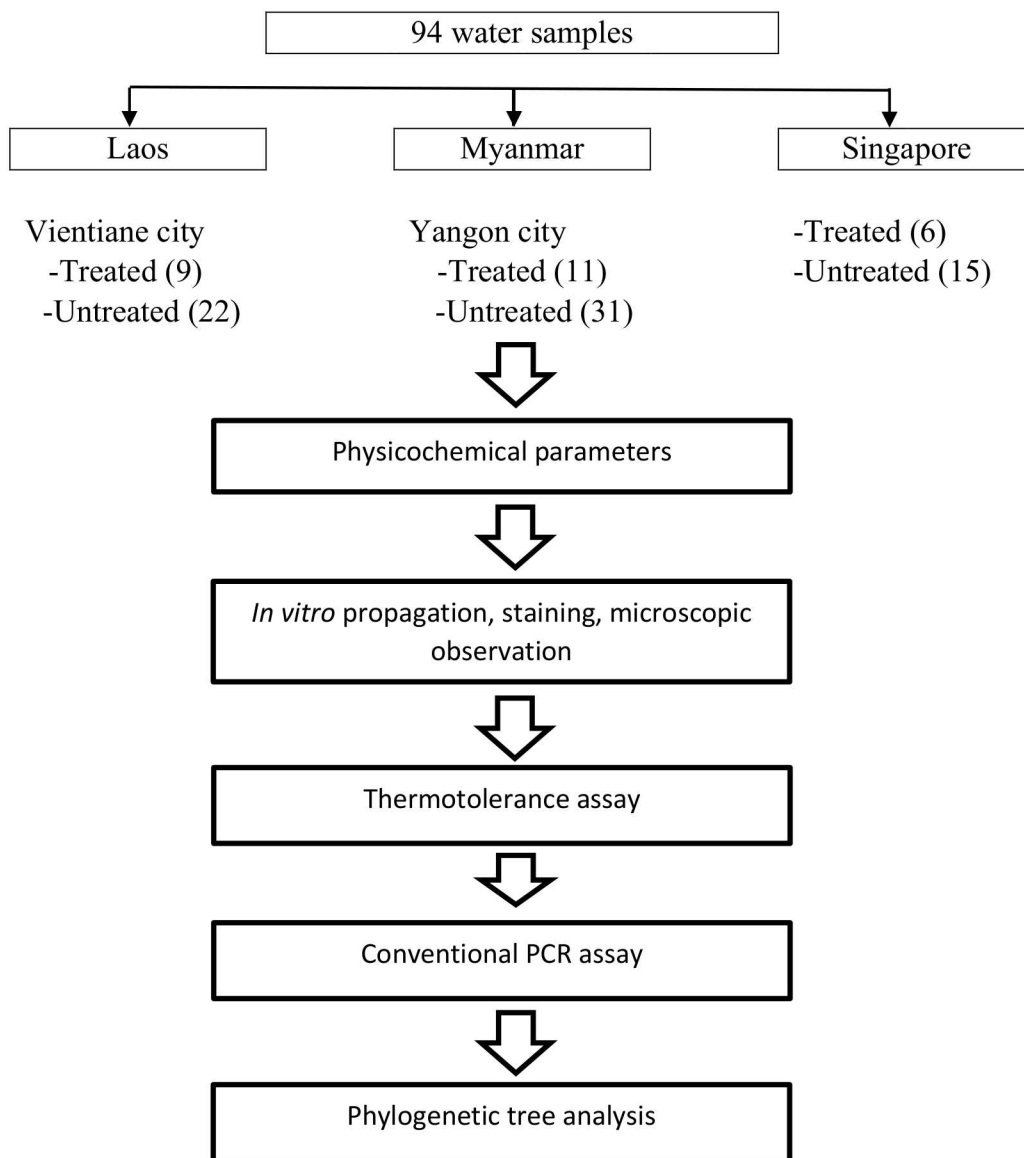 94 water samples
Laos
Myanmar
Singapore
Vientiane city
-Treated (9)
-Untreated (22)
Yangon city
-Treated (11)
-Untreated (31)
-Treated (6)
-Untreated (15)
Physicochemical parameters
In vitro propagation, staining, microscopic
observation
Thermotolerance assay
Conventional PCR assay
Phylogenetic tree analysis